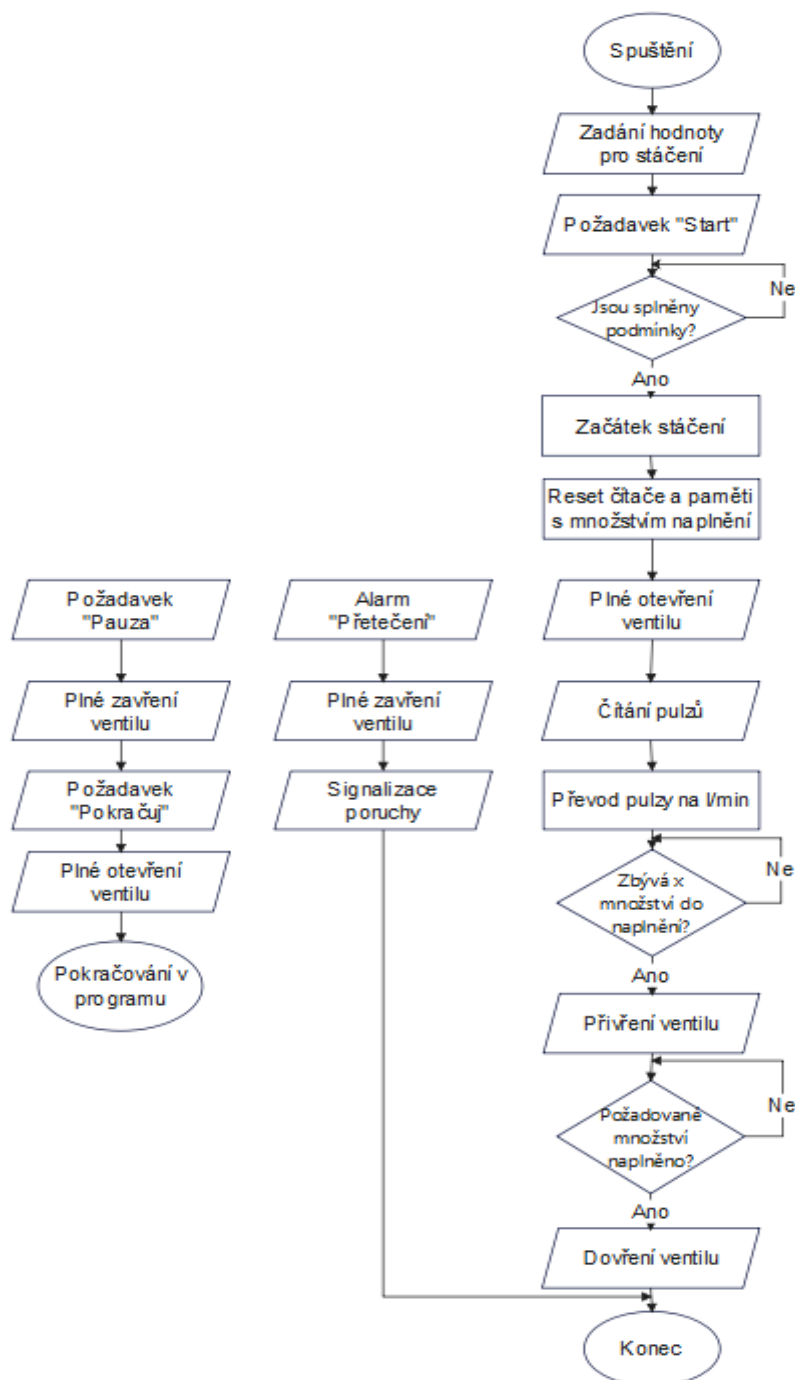 Spuštění
Zadání hodnoty
pro stáčení
Požadavek "Start"
Ne
Jsou splněny
podmínky?
Ano
Začátek stáčení
Reset čítače a paměti
s množstvím naplnění
Plné otevření
ventilu
Čítání pulzů
Převod pulzy na l/min
Ne
Zbývá x
množství do
naplnění?
Ano
Přivření ventilu
Ne
Požadované
množství
naplněno?
Ano
Dovření ventilu
Konec
Alarm
"Přetečení"
Plné zavření
ventilu
Signalizace
poruchy
Požadavek
"Pauza"
Plné zavření
ventilu
Požadavek
"Pokračuj"
Plné otevření
ventilu
Pokračování v
programu